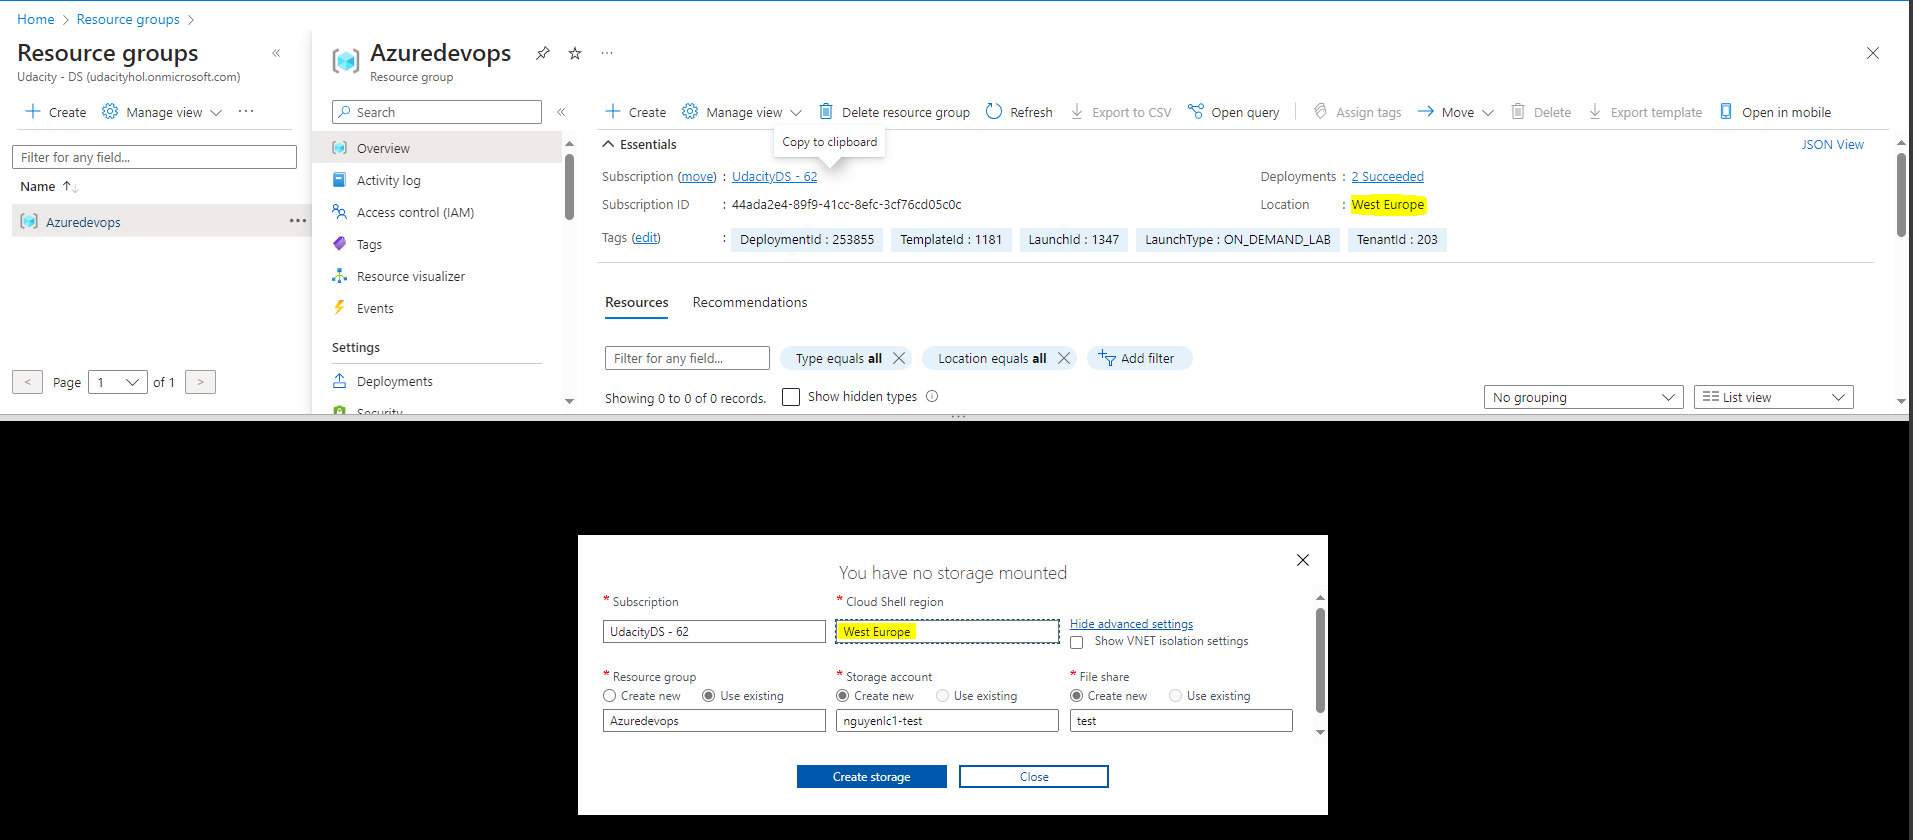 Home > Resource groups >
Resource groups
Udacity - DS (udacityhol.onmicrosoft.com)
Create Manage view ...
Filter for any field...
Name
Azuredevops ...
< Page 1 of 1 >
Azuredevops ...
Resource group
Search
Overview
Activity log
Access control (IAM)
Tags
Resource visualizer
Events
Settings
Deployments
Security
Create Manage view Delete resource group Refresh Export to CSV Open query Assign tags Move Delete Export template Open in mobile
Copy to clipboard
Essentials
JSON View
Subscription (move) : UdacityDS - 62
Deployments : 2 Succeeded
Subscription ID : 44ada2e4-89f9-41cc-8efc-3cf76cd05c0c
Location : West Europe
Tags (edit) : DeploymentId : 253855 TemplateId : 1181 LaunchId : 1347 LaunchType : ON_DEMAND_LAB TenantId : 203
Resources Recommendations
Filter for any field... Type equals all Location equals all Add filter
Showing 0 to 0 of 0 records. Show hidden types
No grouping List view
You have no storage mounted
* Subscription
* Cloud Shell region
UdacityDS - 62
West Europe
Hide advanced settings
Show VNET isolation settings
* Resource group
* Storage account
* File share
Create new Use existing
Create new Use existing
Create new Use existing
Azuredevops
nguyenlc1-test
test
Create storage Close